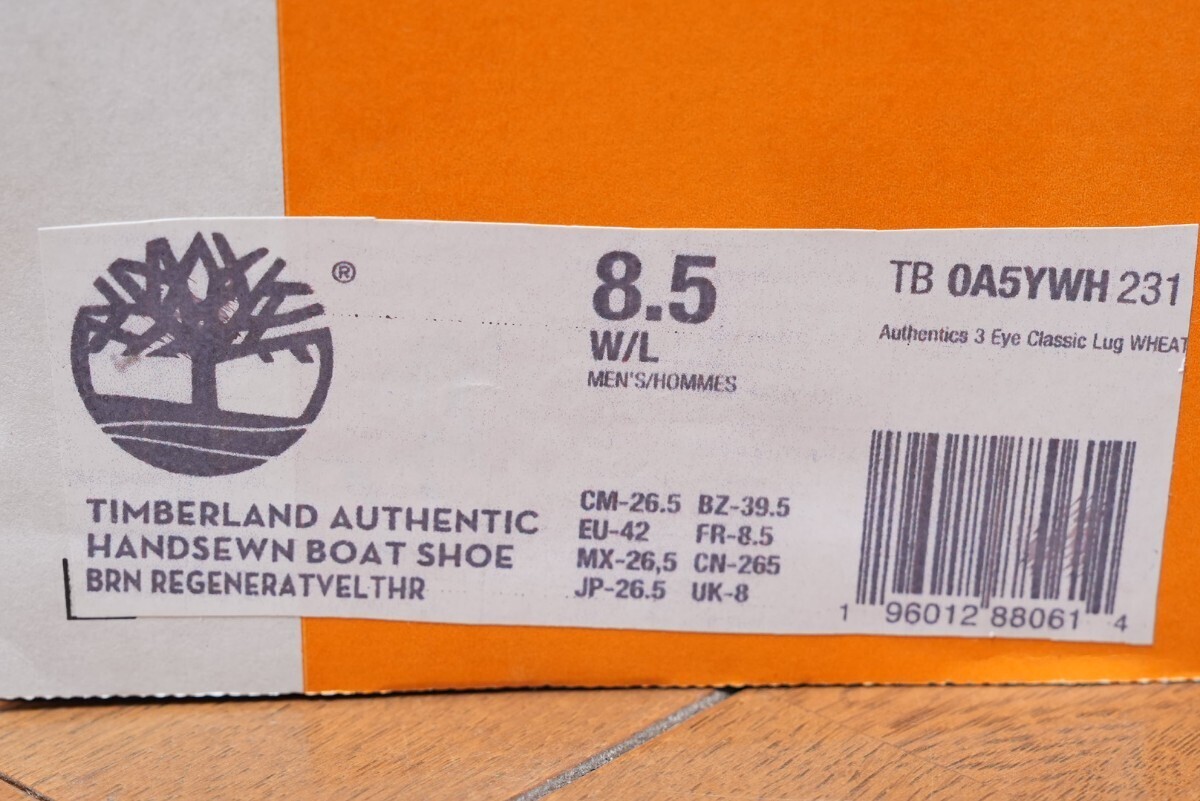 ®
8.5
W/L
MEN'S/HOMMES
TB 0A5YWH 231
Authentics 3 Eye Classic Lug WHEAT
TIMBERLAND AUTHENTIC
HANDSEWN BOAT SHOE
BRN REGENERATVELTHR
CM-26.5 BZ-39.5
EU-42 FR-8.5
MX-26,5 CN-265
JP-26.5 UK-8
1 96012 88061 4